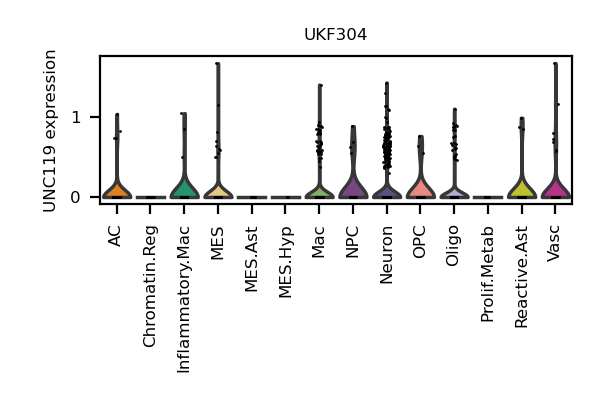 UKF304
UNC119 expression
1
0
AC
Chromatin.Reg
Inflammatory.Mac
MES
MES.Ast
MES.Hyp
Mac
NPC
Neuron
OPC
Oligo
Prolif.Metab
Reactive.Ast
Vasc